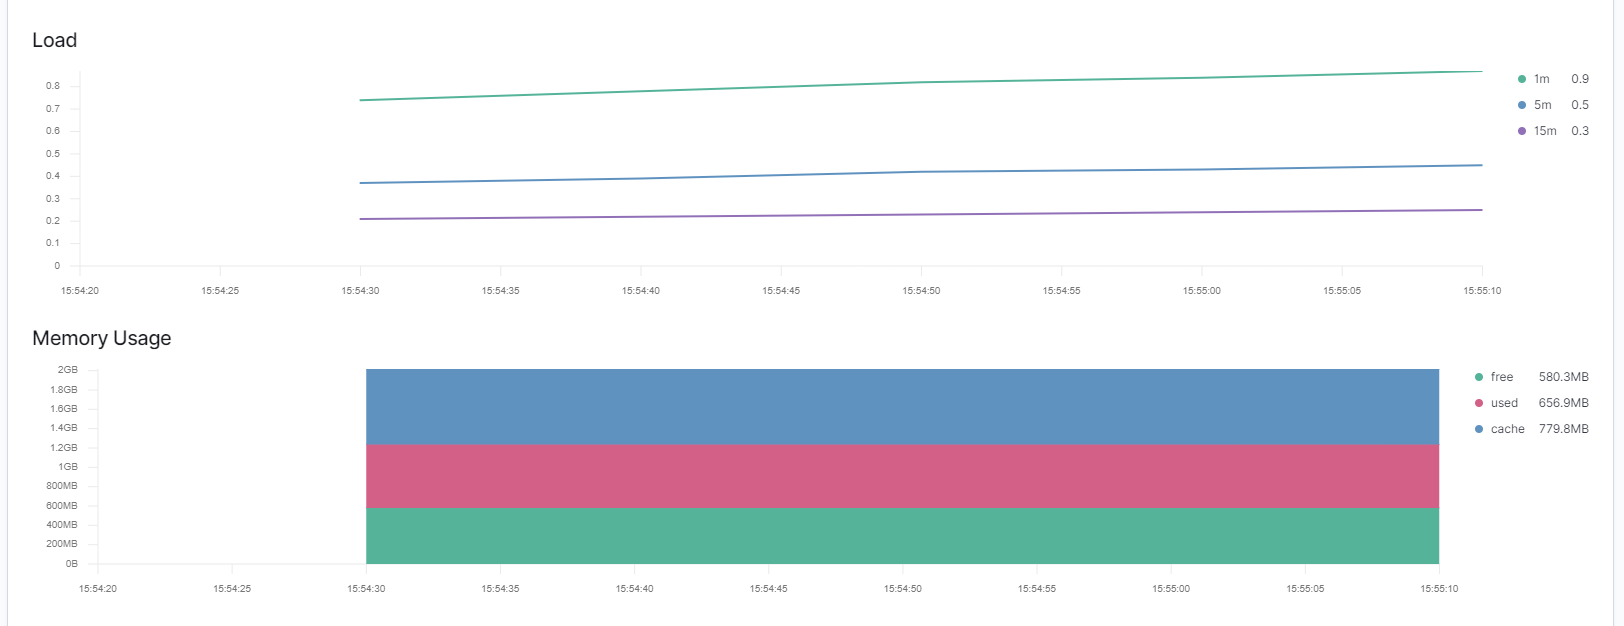 Load
0.8
0.7
0.6
0.5
0.4
0.3
0.2
0.1
0
15:54:20 15:54:25 15:54:30 15:54:35 15:54:40 15:54:45 15:54:50 15:54:55 15:55:00 15:55:05 15:55:10
1m 0.9
5m 0.5
15m 0.3
Memory Usage
2GB
1.8GB
1.6GB
1.4GB
1.2GB
1GB
800MB
600MB
400MB
200MB
0B
15:54:20 15:54:25 15:54:30 15:54:35 15:54:40 15:54:45 15:54:50 15:54:55 15:55:00 15:55:05 15:55:10
free 580.3MB
used 656.9MB
cache 779.8MB